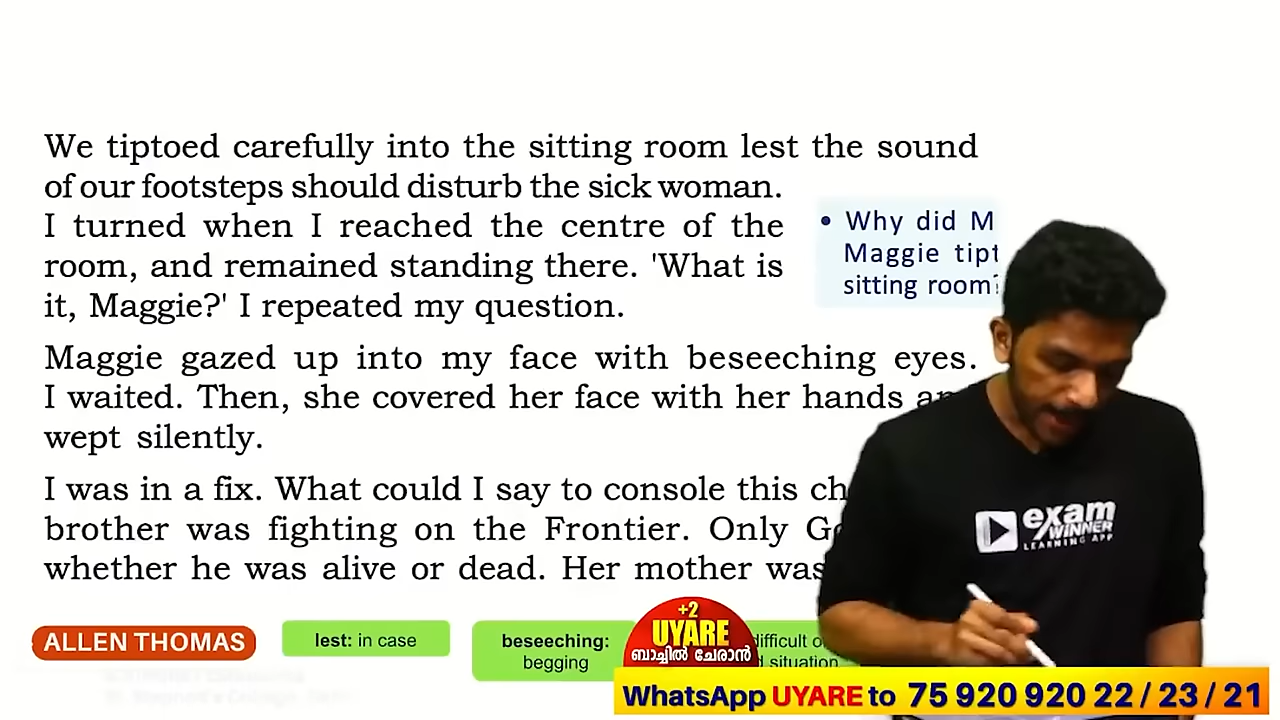 We tiptoed carefully into the sitting room lest the sound
of our footsteps should disturb the sick woman.
I turned when I reached the centre of the
room, and remained standing there. 'What is
it, Maggie?' I repeated my question.
• Why did
Maggie
sitting room?
Maggie gazed up into my face with beseeching eyes.
I waited. Then, she covered her face with her hands
wept silently.
I was in a fix. What could I say to console this
brother was fighting on the Frontier. Only
whether he was alive or dead. Her mother was
exam
WINNER
LEARNING APP
ALLEN THOMAS
lest: in case
beseeching:
begging
difficult
situation
+2
UYARE
ബാച്ചിൽ ചേരാൻ
WhatsApp UYARE to 75 920 920 22 / 23 / 21